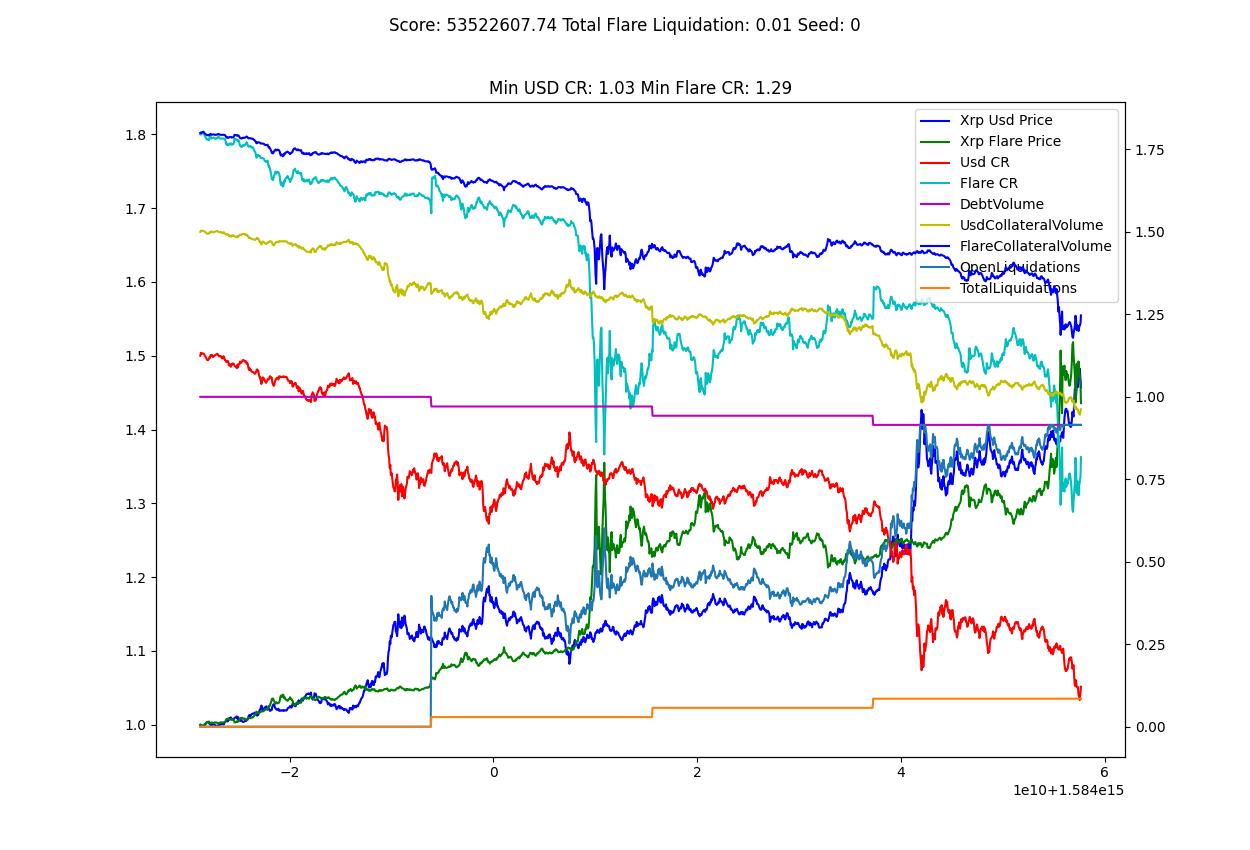 Score: 53522607.74 Total Flare Liquidation: 0.01 Seed: 0
Min USD CR: 1.03 Min Flare CR: 1.29
Xrp Usd Price
Xrp Flare Price
Usd CR
Flare CR
DebtVolume
UsdCollateralVolume
FlareCollateralVolume
OpenLiquidations
TotalLiquidations
1.8
1.7
1.6
1.5
1.4
1.3
1.2
1.1
1.0
1.75
1.50
1.25
1.00
0.75
0.50
0.25
0.00
−2
0
2
4
6
1e10+1.584e15